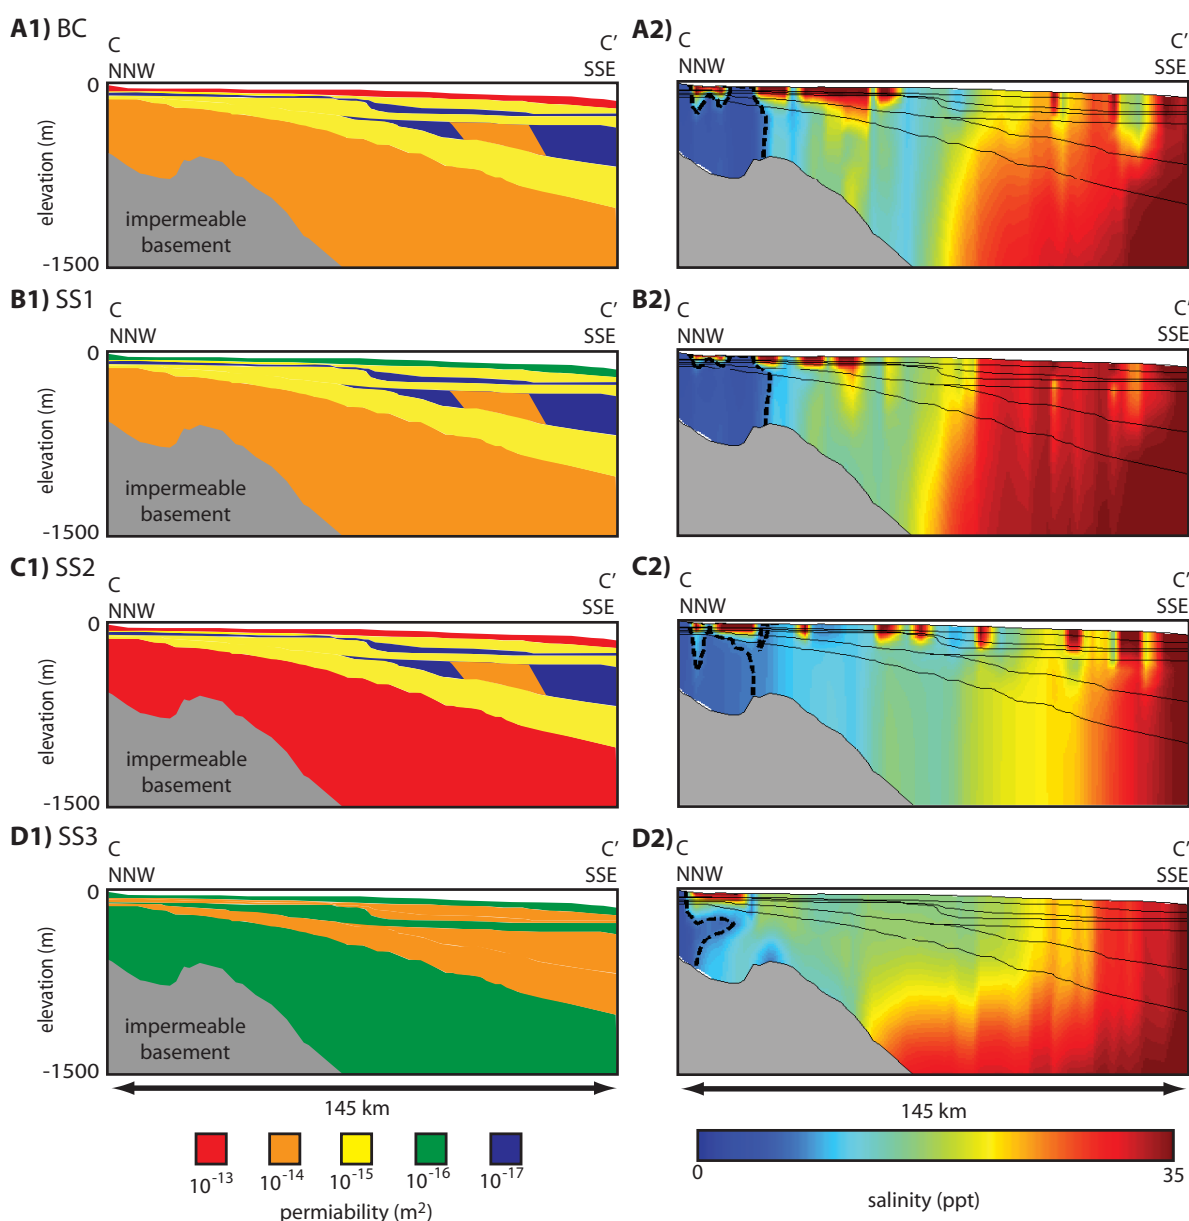 A1) BC
C C′
NNW SSE
0
elevation (m)
-1500
impermeable
basement
A2)
C C′
NNW SSE
B1) SS1
C C′
NNW SSE
0
elevation (m)
-1500
impermeable
basement
B2)
C C′
NNW SSE
C1) SS2
C C′
NNW SSE
0
elevation (m)
-1500
impermeable
basement
C2)
C C′
NNW SSE
D1) SS3
C C′
NNW SSE
0
elevation (m)
-1500
impermeable
basement
D2)
C C′
NNW SSE
145 km
145 km
10⁻¹³ 10⁻¹⁴ 10⁻¹⁵ 10⁻¹⁶ 10⁻¹⁷
permiability (m²)
0 35
salinity (ppt)